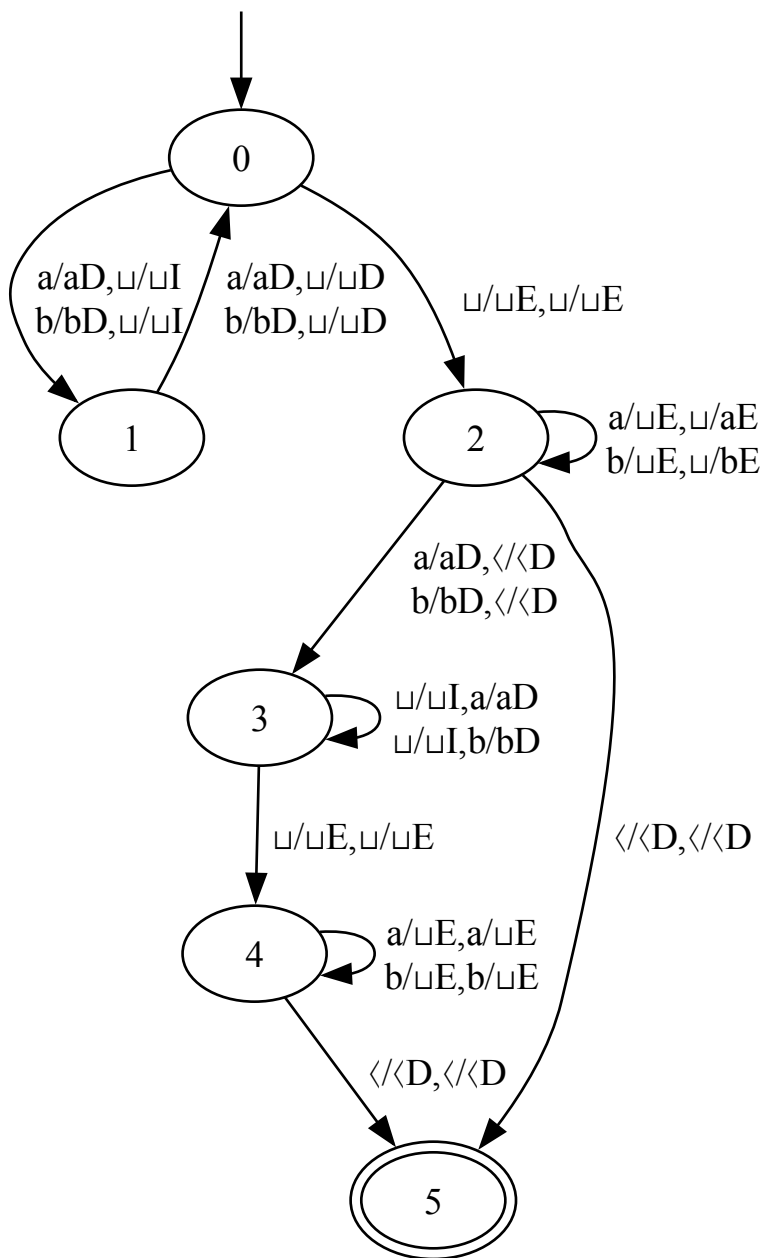 0
a/aD,⊔/⊔I
b/bD,⊔/⊔I
a/aD,⊔/⊔D
b/bD,⊔/⊔D
⊔/⊔E,⊔/⊔E
1
2
a/⊔E,⊔/aE
b/⊔E,⊔/bE
a/aD,⟨/⟨D
b/bD,⟨/⟨D
3
⊔/⊔I,a/aD
⊔/⊔I,b/bD
⊔/⊔E,⊔/⊔E
⟨/⟨D,⟨/⟨D
4
a/⊔E,a/⊔E
b/⊔E,b/⊔E
⟨/⟨D,⟨/⟨D
5